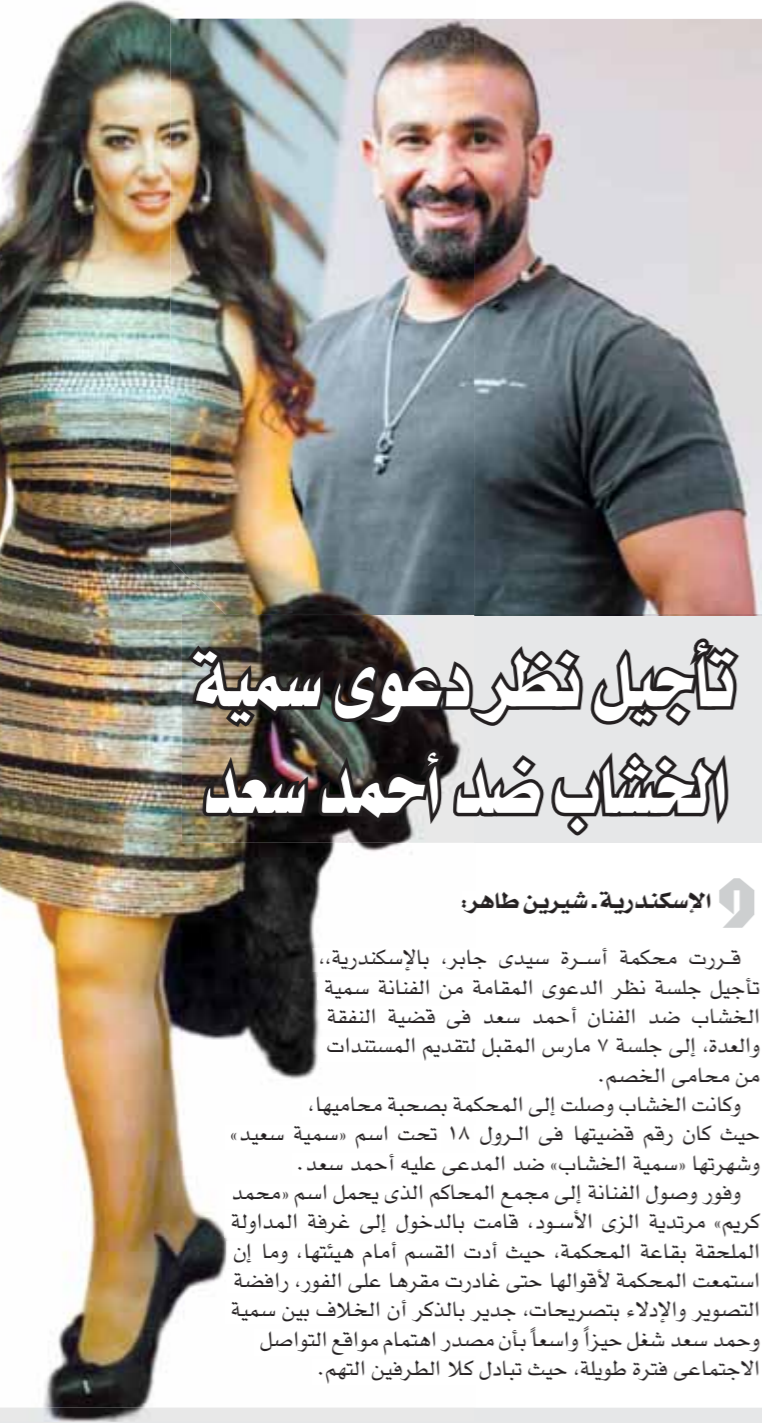 تأجيل نظر دعوى سمية
الخشاب ضد أحمد سعد
الإسكندرية ـ شيرين طاهر:
قـررت محكمة أسـرة سيدى جابر، بالإسكندرية،،
تأجيل جلسة نظر الدعوى المقامة من الفنانة سمية
الخشاب ضد الفنان أحمد سعد فى قضية النفقة
والعدة، إلى جلسة ٧ مارس المقبل لتقديم المستندات
من محامى الخصم.
وكانت الخشاب وصلت إلى المحكمة بصحبة محاميها،
حيث كان رقم قضيتها فى الـرول ١٨ تحت اسم «سمية سعيد»
وشهرتها «سمية الخشاب» ضد المدعى عليه أحمد سعد.
وفور وصول الفنانة إلى مجمع المحاكم الذى يحمل اسم «محمد
كريم» مرتدية الزى الأسـود، قامت بالدخول إلى غرفة المداولة
الملحقة بقاعة المحكمة، حيث أدت القسم أمام هيئتها، وما إن
استمعت المحكمة لأقوالها حتى غادرت مقرها على الفور، رافضة
التصوير والإدلاء بتصريحات، جدير بالذكر أن الخلاف بين سمية
وحمد سعد شغل حيزاً واسعاً بأن مصدر اهتمام مواقع التواصل
الاجتماعى فترة طويلة، حيث تبادل كلا الطرفين التهم.